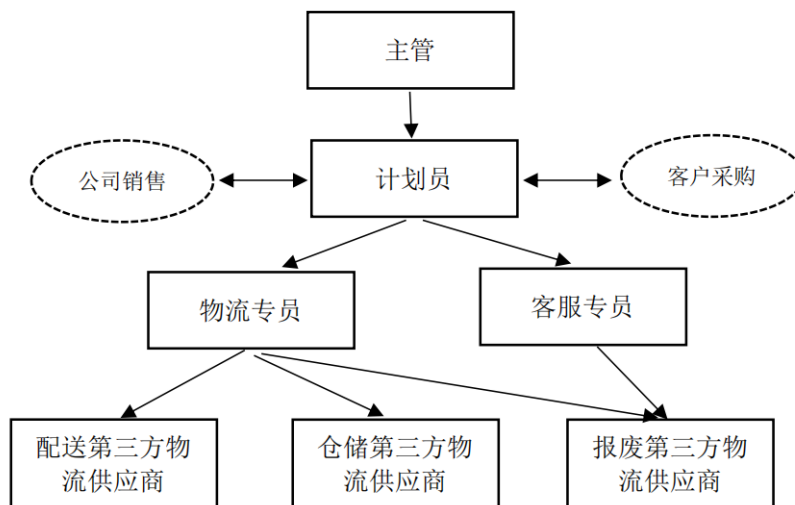 主管
公司销售
计划员
客户采购
物流专员
客服专员
配送第三方物
流供应商
仓储第三方物
流供应商
报废第三方物
流供应商